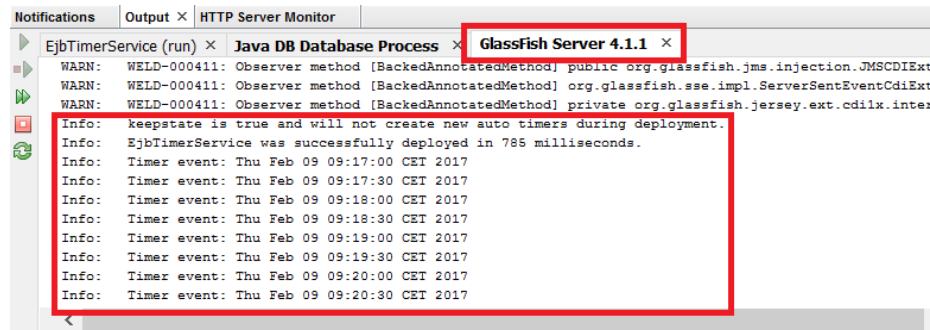 Notifications Output × HTTP Server Monitor
EjbTimerService (run) × Java DB Database Process × GlassFish Server 4.1.1 ×
WARN: WELD-000411: Observer method [BackedAnnotatedMethod] public org.glassfish.jms.injection.JMSCDIExt
WARN: WELD-000411: Observer method [BackedAnnotatedMethod] org.glassfish.sse.impl.ServerSentEventCdiExt
WARN: WELD-000411: Observer method [BackedAnnotatedMethod] private org.glassfish.jersey.ext.cdi1x.inter
Info: keepstate is true and will not create new auto timers during deployment.
Info: EjbTimerService was successfully deployed in 785 milliseconds.
Info: Timer event: Thu Feb 09 09:17:00 CET 2017
Info: Timer event: Thu Feb 09 09:17:30 CET 2017
Info: Timer event: Thu Feb 09 09:18:00 CET 2017
Info: Timer event: Thu Feb 09 09:18:30 CET 2017
Info: Timer event: Thu Feb 09 09:19:00 CET 2017
Info: Timer event: Thu Feb 09 09:19:30 CET 2017
Info: Timer event: Thu Feb 09 09:20:00 CET 2017
Info: Timer event: Thu Feb 09 09:20:30 CET 2017